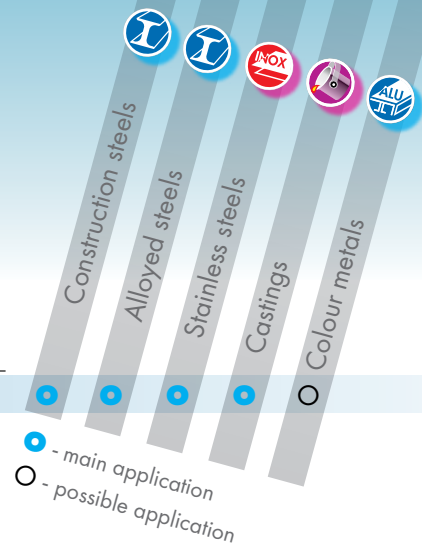 INOX
ALU
Construction steels
Alloyed steels
Stainless steels
Castings
Colour metals
- main application
- possible application